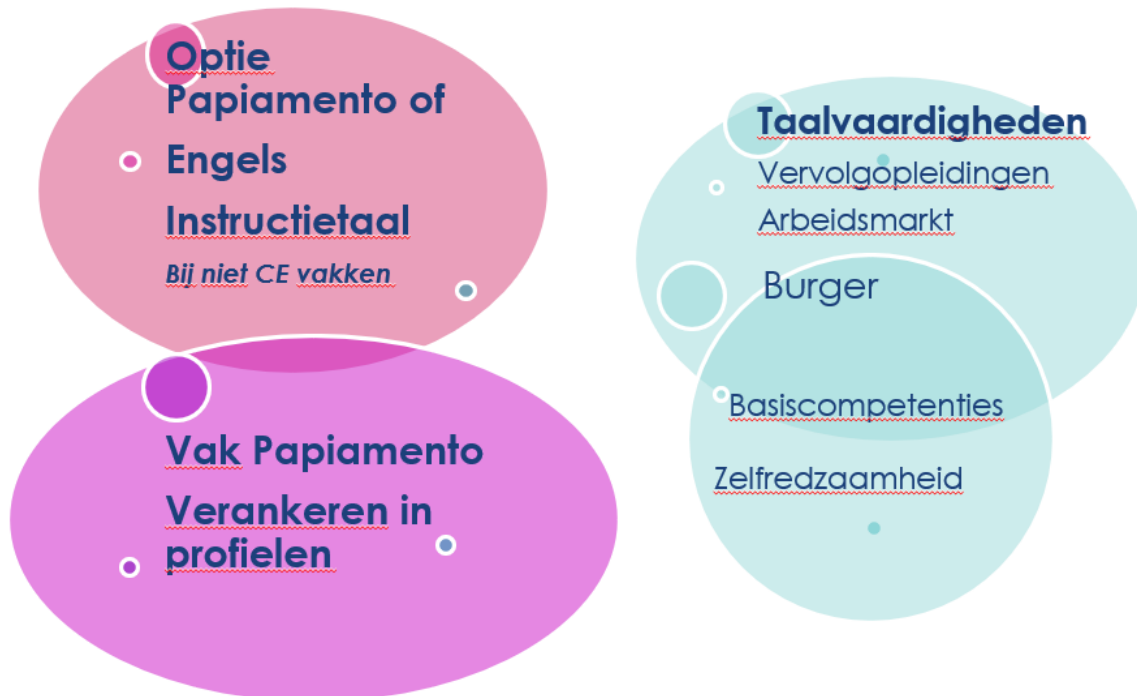 Optie
Papiamento of
Engels
Instructietaal
Bij niet CE vakken
Vak Papiamento
Verankeren in
profielen
Taalvaardigheden
Vervolgopleidingen
Arbeidsmarkt
Burger
Basiscompetenties
Zelfredzaamheid